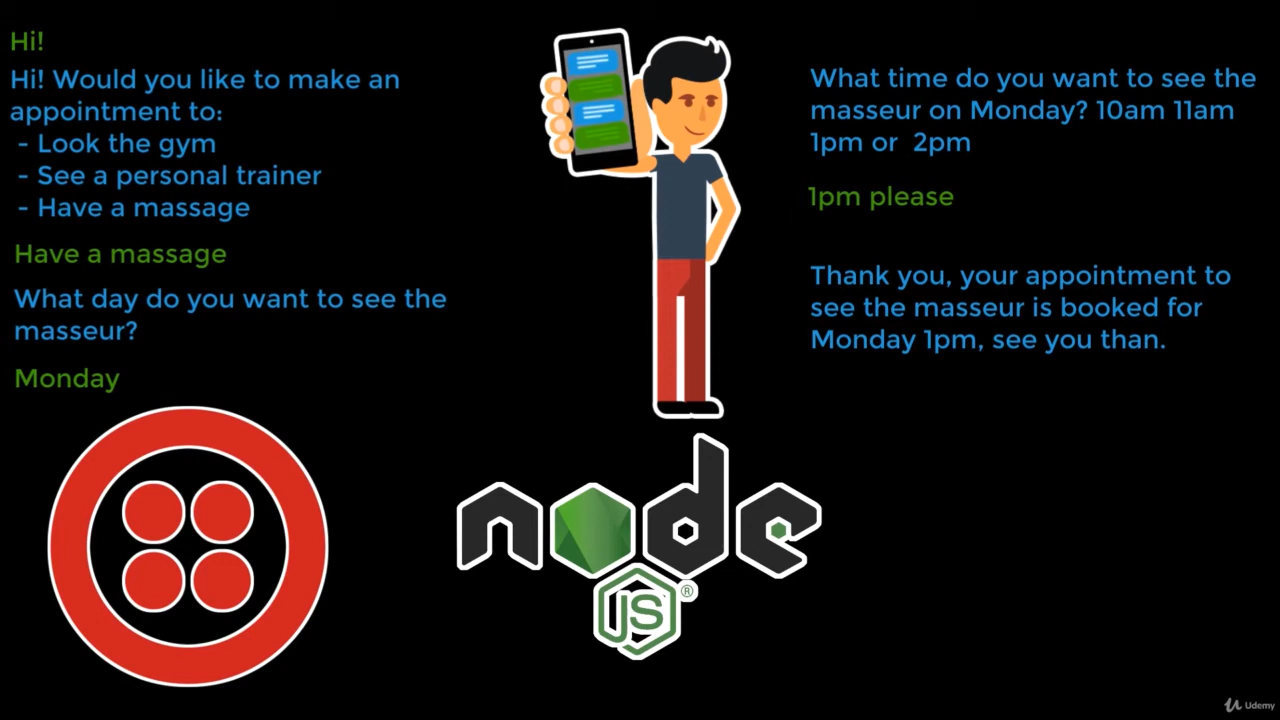 Hi!
Hi! Would you like to make an
appointment to:
- Look the gym
- See a personal trainer
- Have a massage
Have a massage
What day do you want to see the
masseur?
Monday
What time do you want to see the
masseur on Monday? 10am 11am
1pm or 2pm
1pm please
Thank you, your appointment to
see the masseur is booked for
Monday 1pm, see you than.
node
JS®
Udemy